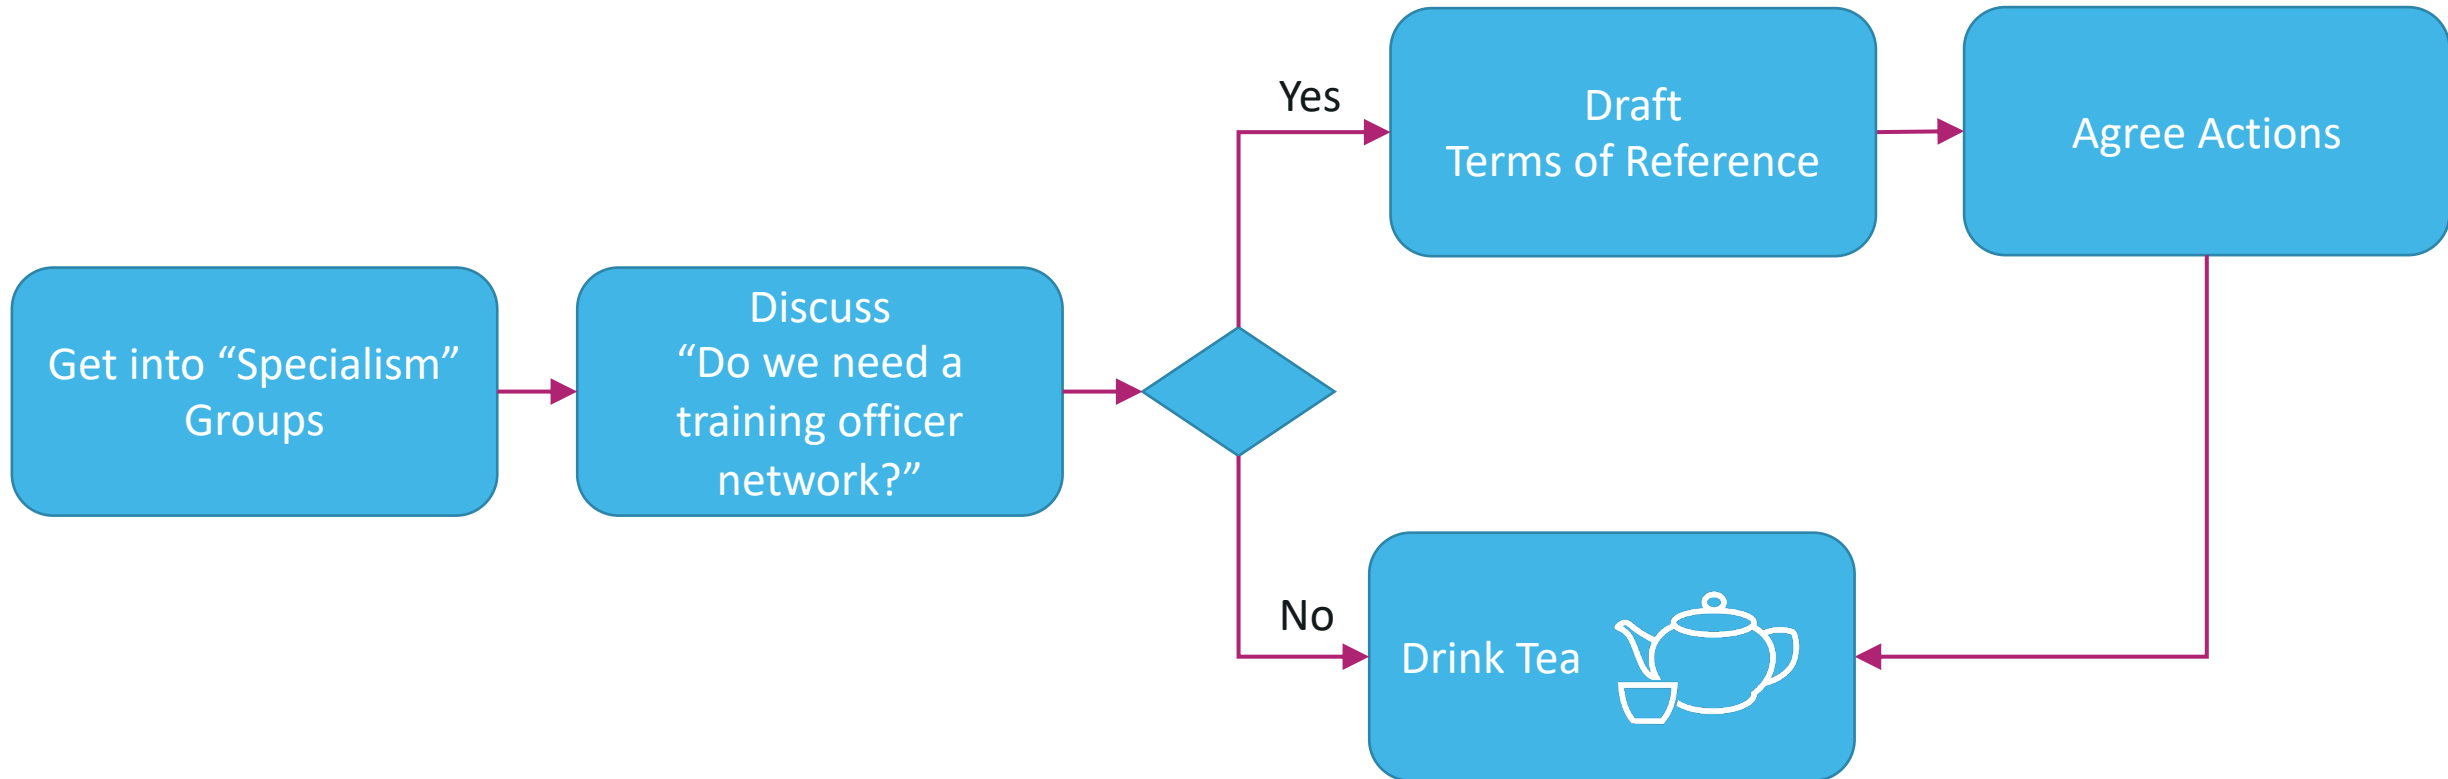 Get into “Specialism”
Groups
Discuss
“Do we need a
training officer
network?”
Yes
Draft
Terms of Reference
Agree Actions
No
Drink Tea